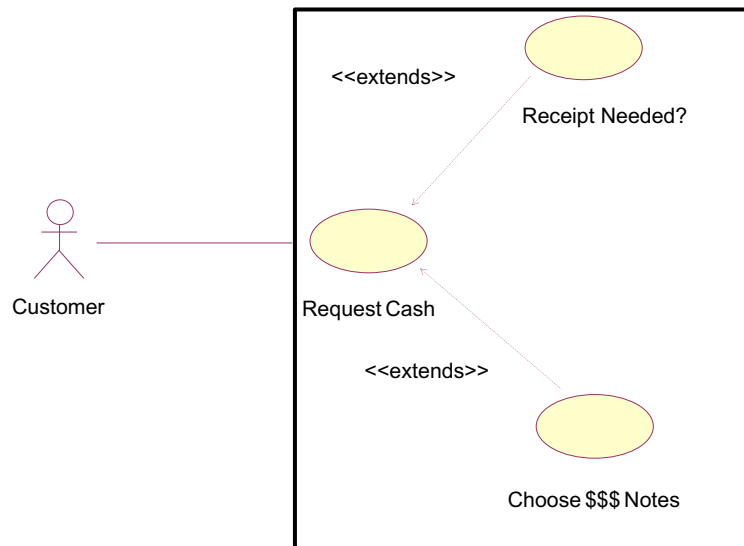 <<extends>>
Receipt Needed?
Customer
Request Cash
<<extends>>
Choose $$$ Notes